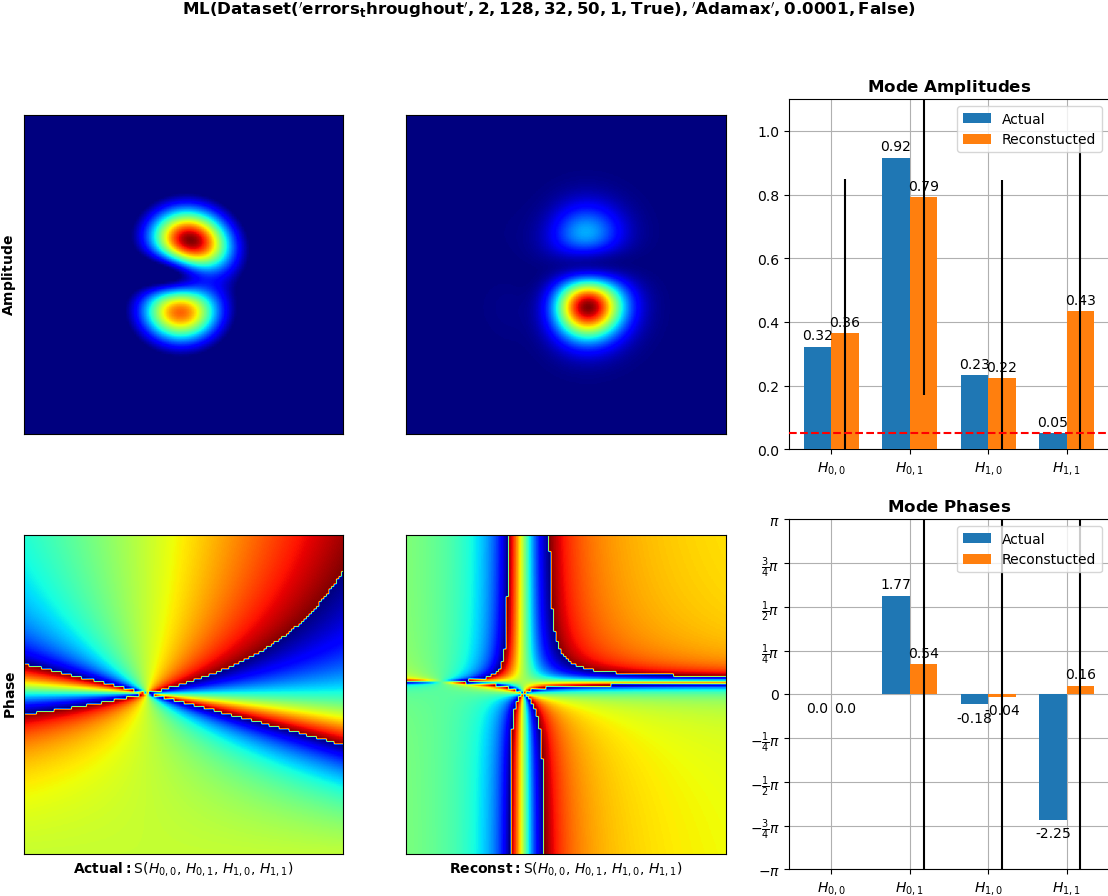 ML(Dataset('errors_throughout', 2, 128, 32, 50, 1, True), 'Adamax', 0.0001, False)
Amplitude
Mode Amplitudes
Actual
Reconstucted
1.0
0.8
0.6
0.4
0.2
0.0
0.32
0.36
0.92
0.79
0.23
0.22
0.05
0.43
H0,0 H0,1 H1,0 H1,1
Phase
Actual: S(H0,0, H0,1, H1,0, H1,1)
Reconst: S(H0,0, H0,1, H1,0, H1,1)
Mode Phases
Actual
Reconstucted
π
3/4π
1/2π
1/4π
0
−1/4π
−1/2π
−3/4π
−π
0.0 0.0
1.77
0.54
-0.18
-0.04
-2.25
0.16
H0,0 H0,1 H1,0 H1,1